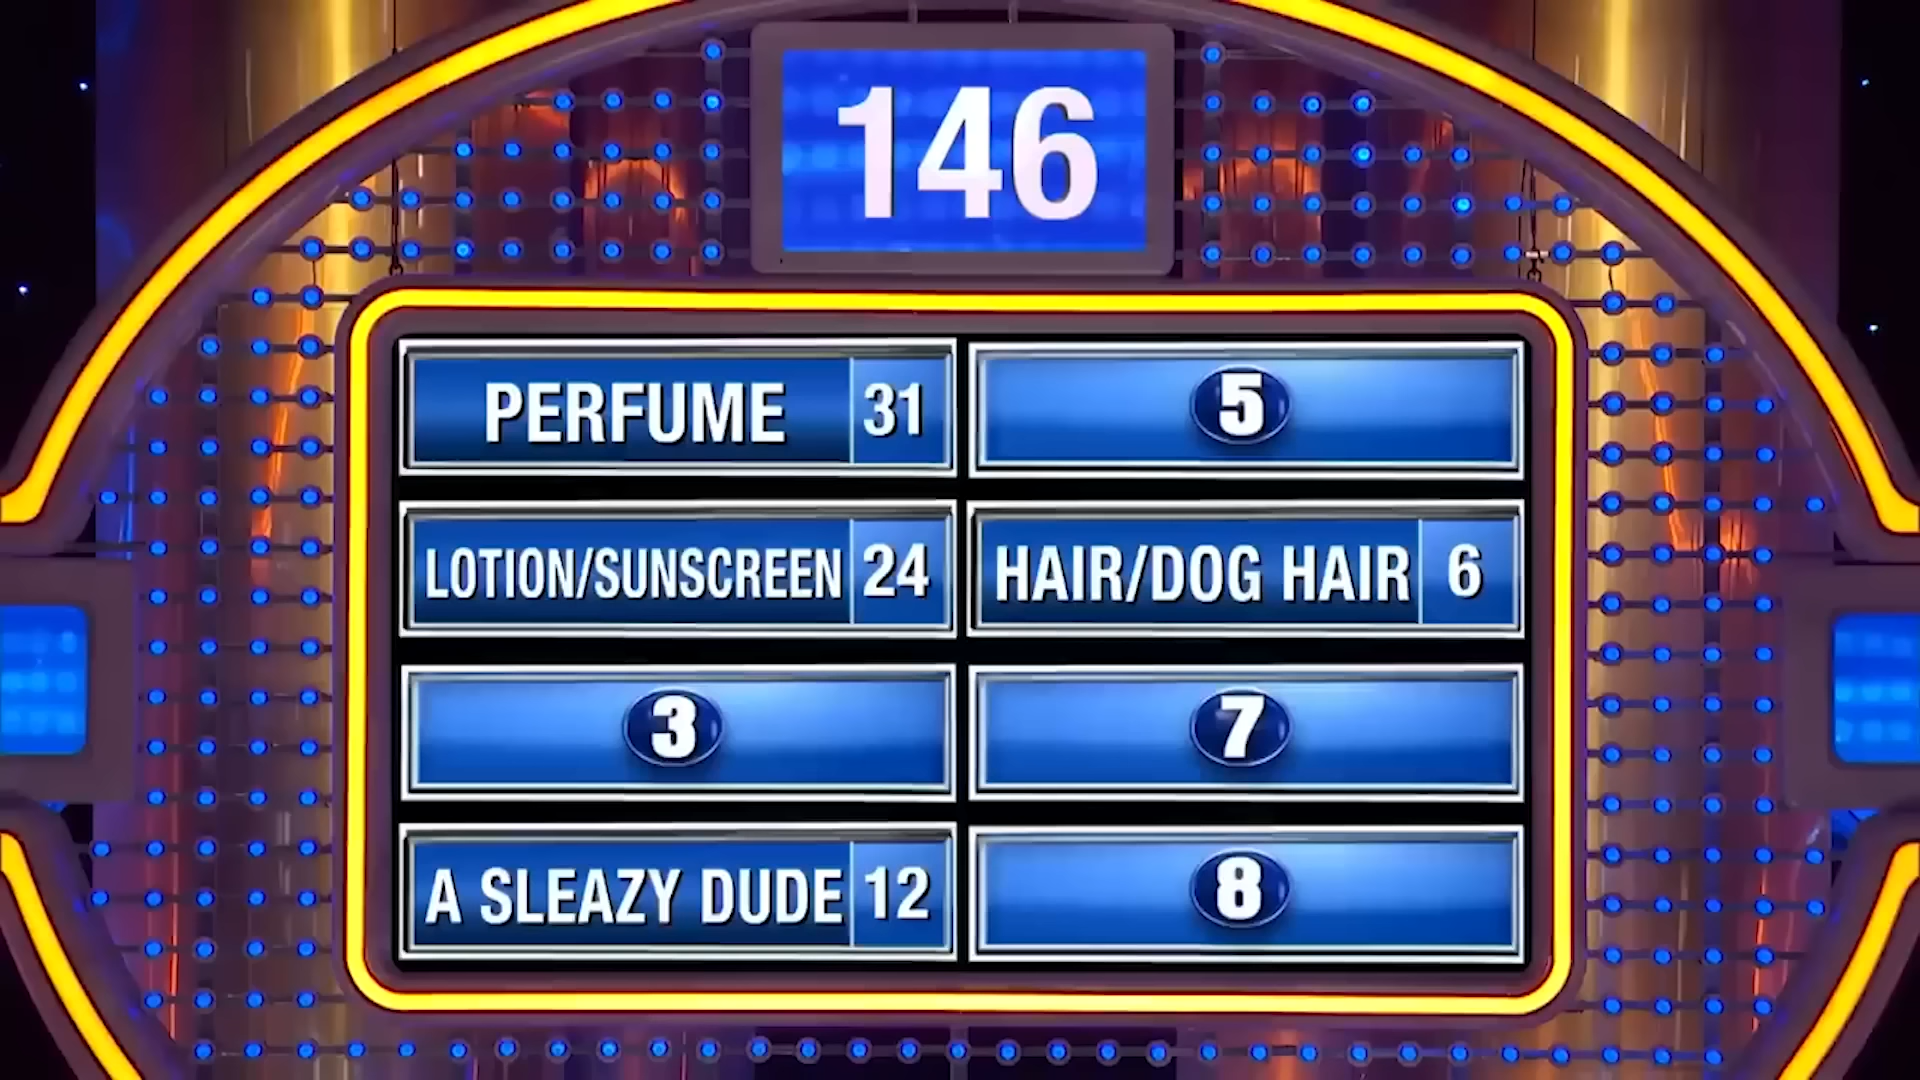 146
PERFUME 31
LOTION/SUNSCREEN 24
3
A SLEAZY DUDE 12
5
HAIR/DOG HAIR 6
7
8